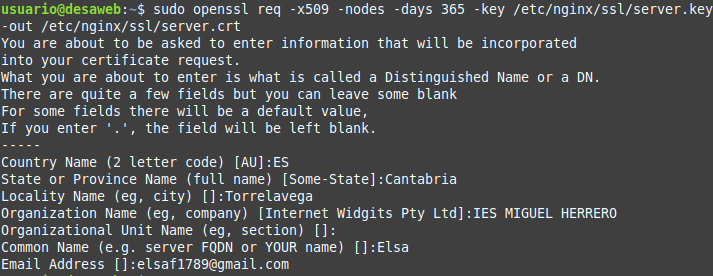 usuario@desaweb:~$ sudo openssl req -x509 -nodes -days 365 -key /etc/nginx/ssl/server.key
-out /etc/nginx/ssl/server.crt
You are about to be asked to enter information that will be incorporated
into your certificate request.
What you are about to enter is what is called a Distinguished Name or a DN.
There are quite a few fields but you can leave some blank
For some fields there will be a default value,
If you enter '.', the field will be left blank.
-----
Country Name (2 letter code) [AU]:ES
State or Province Name (full name) [Some-State]:Cantabria
Locality Name (eg, city) []:Torrelavega
Organization Name (eg, company) [Internet Widgits Pty Ltd]:IES MIGUEL HERRERO
Organizational Unit Name (eg, section) []:
Common Name (e.g. server FQDN or YOUR name) []:Elsa
Email Address []:elsaf1789@gmail.com